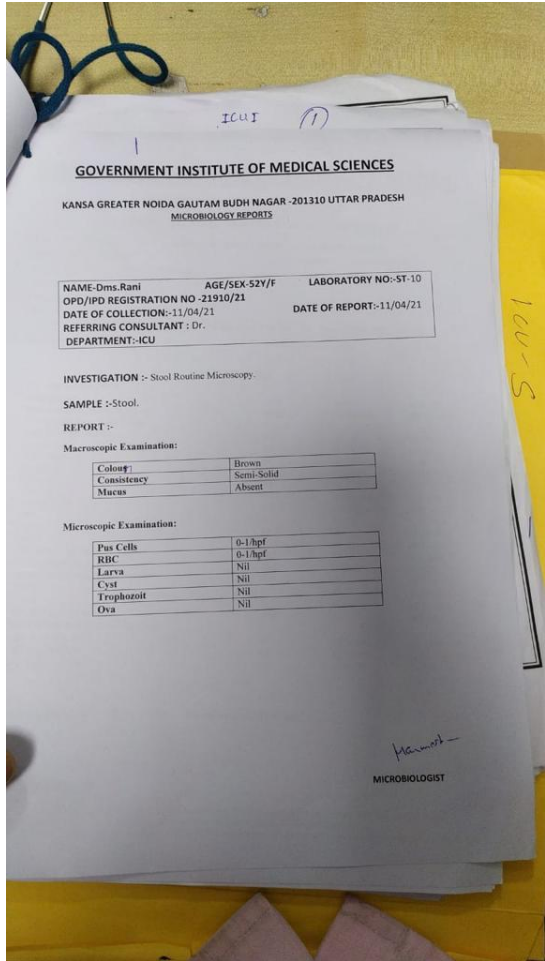 ICU I
1
GOVERNMENT INSTITUTE OF MEDICAL SCIENCES
KANSA GREATER NOIDA GAUTAM BUDH NAGAR -201310 UTTAR PRADESH
MICROBIOLOGY REPORTS
NAME-Dms.Rani AGE/SEX-52Y/F LABORATORY NO:-ST-10
OPD/IPD REGISTRATION NO -21910/21
DATE OF COLLECTION:-11/04/21 DATE OF REPORT:-11/04/21
REFERRING CONSULTANT : Dr.
DEPARTMENT:-ICU
INVESTIGATION :- Stool Routine Microscopy.
SAMPLE :-Stool.
REPORT :-
Macroscopic Examination:
Colour Brown
Consistency Semi-Solid
Mucus Absent
Microscopic Examination:
Pus Cells 0-1/hpf
RBC 0-1/hpf
Larva Nil
Cyst Nil
Trophozoit Nil
Ova Nil
MICROBIOLOGIST